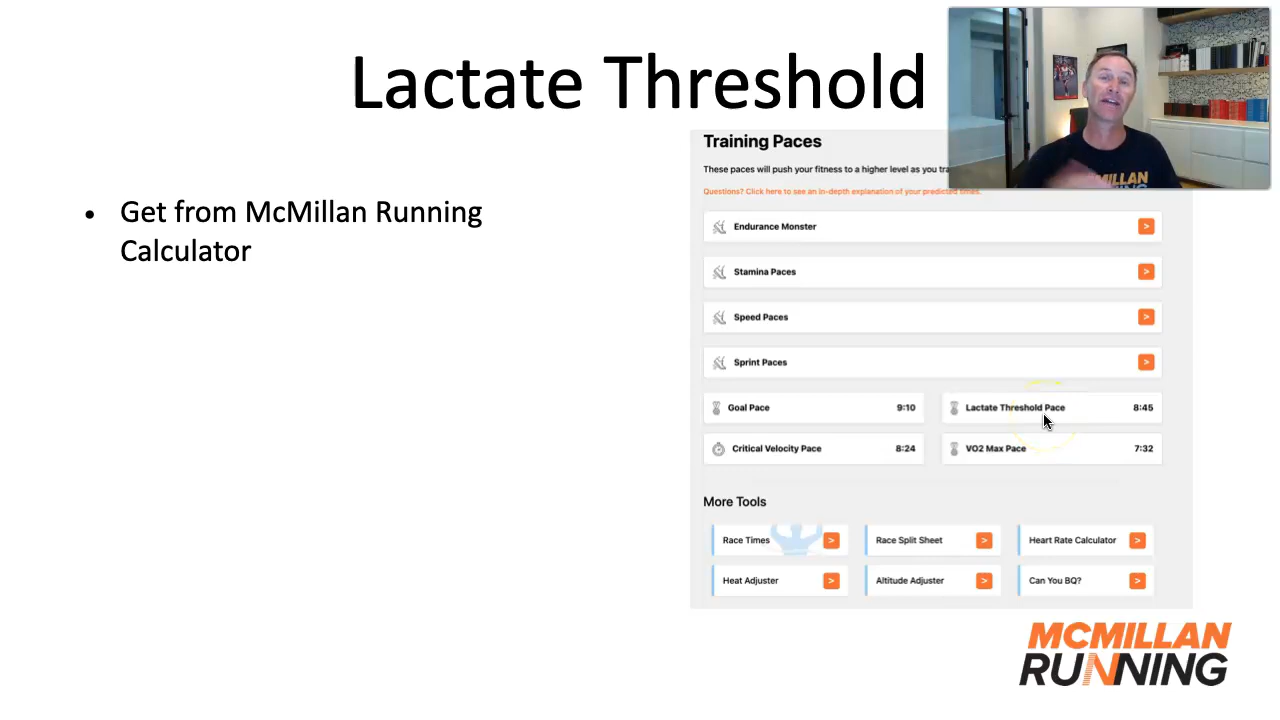 Lactate Threshold
• Get from McMillan Running
Calculator
Training Paces
These paces will push your fitness to a higher level as you tra
Questions? Click here to see an in-depth explanation of your predicted times.
Endurance Monster >
Stamina Paces >
Speed Paces >
Sprint Paces >
Goal Pace 9:10
Lactate Threshold Pace 8:45
Critical Velocity Pace 8:24
VO2 Max Pace 7:32
More Tools
Race Times >
Race Split Sheet >
Heart Rate Calculator >
Heat Adjuster >
Altitude Adjuster >
Can You BQ? >
MCMILLAN
RUNNING
MCMILLAN
RUNNING